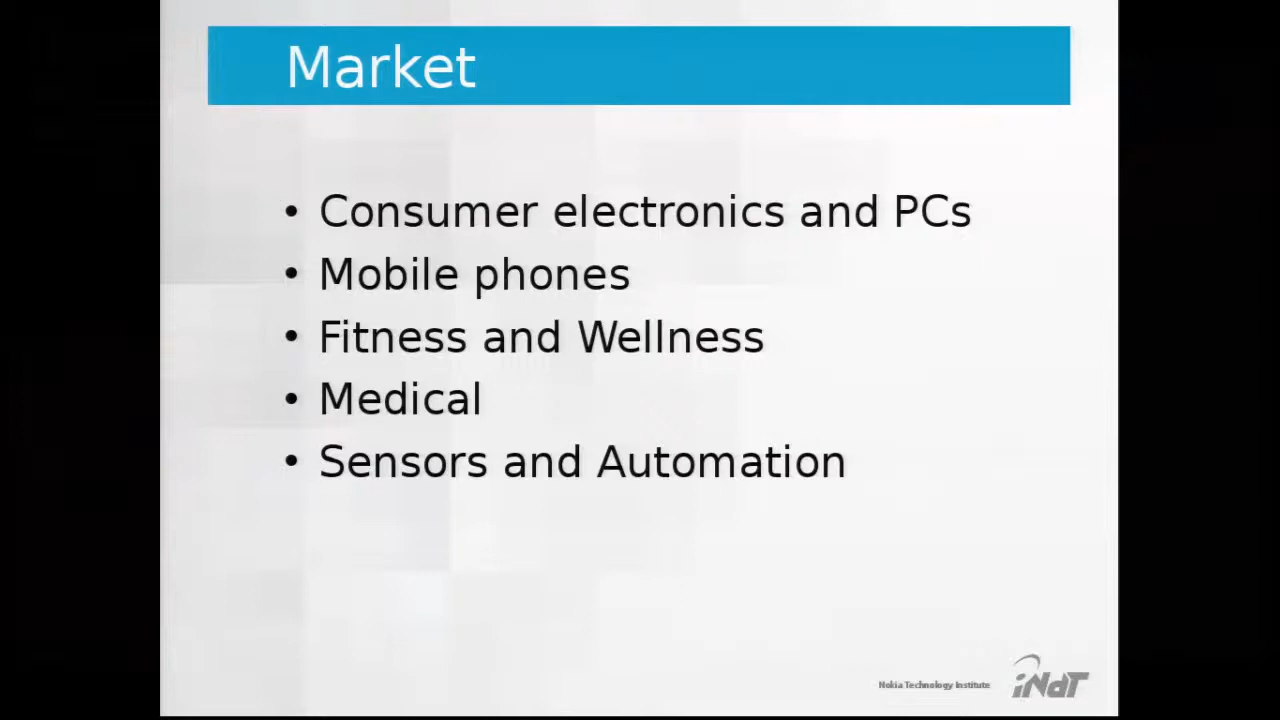 Market
• Consumer electronics and PCs
• Mobile phones
• Fitness and Wellness
• Medical
• Sensors and Automation
Nokia Technology Institute
iNdT